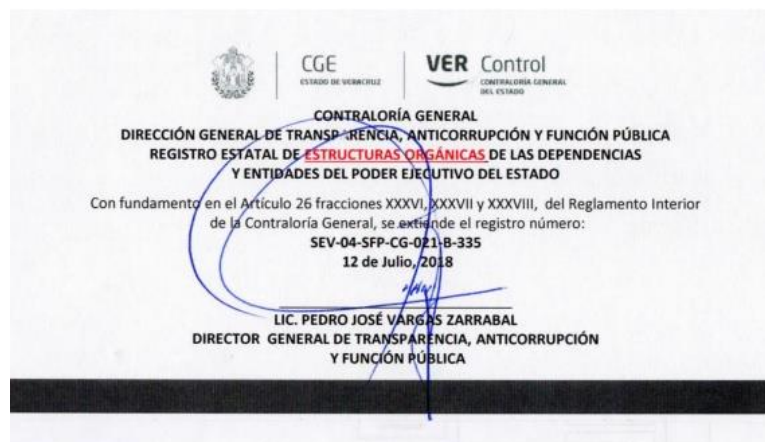 CGE
ESTADO DE VERACRUZ
VER Control
CONTRALORÍA GENERAL
DEL ESTADO
CONTRALORÍA GENERAL
DIRECCIÓN GENERAL DE TRANSPARENCIA, ANTICORRUPCIÓN Y FUNCIÓN PÚBLICA
REGISTRO ESTATAL DE ESTRUCTURAS ORGÁNICAS DE LAS DEPENDENCIAS
Y ENTIDADES DEL PODER EJECUTIVO DEL ESTADO
Con fundamento en el Artículo 26 fracciones XXXVI, XXXVII y XXXVIII, del Reglamento Interior
de la Contraloría General, se extiende el registro número:
SEV-04-SFP-CG-021-B-335
12 de Julio, 2018
LIC. PEDRO JOSÉ VARGAS ZARRABAL
DIRECTOR GENERAL DE TRANSPARENCIA, ANTICORRUPCIÓN
Y FUNCIÓN PÚBLICA